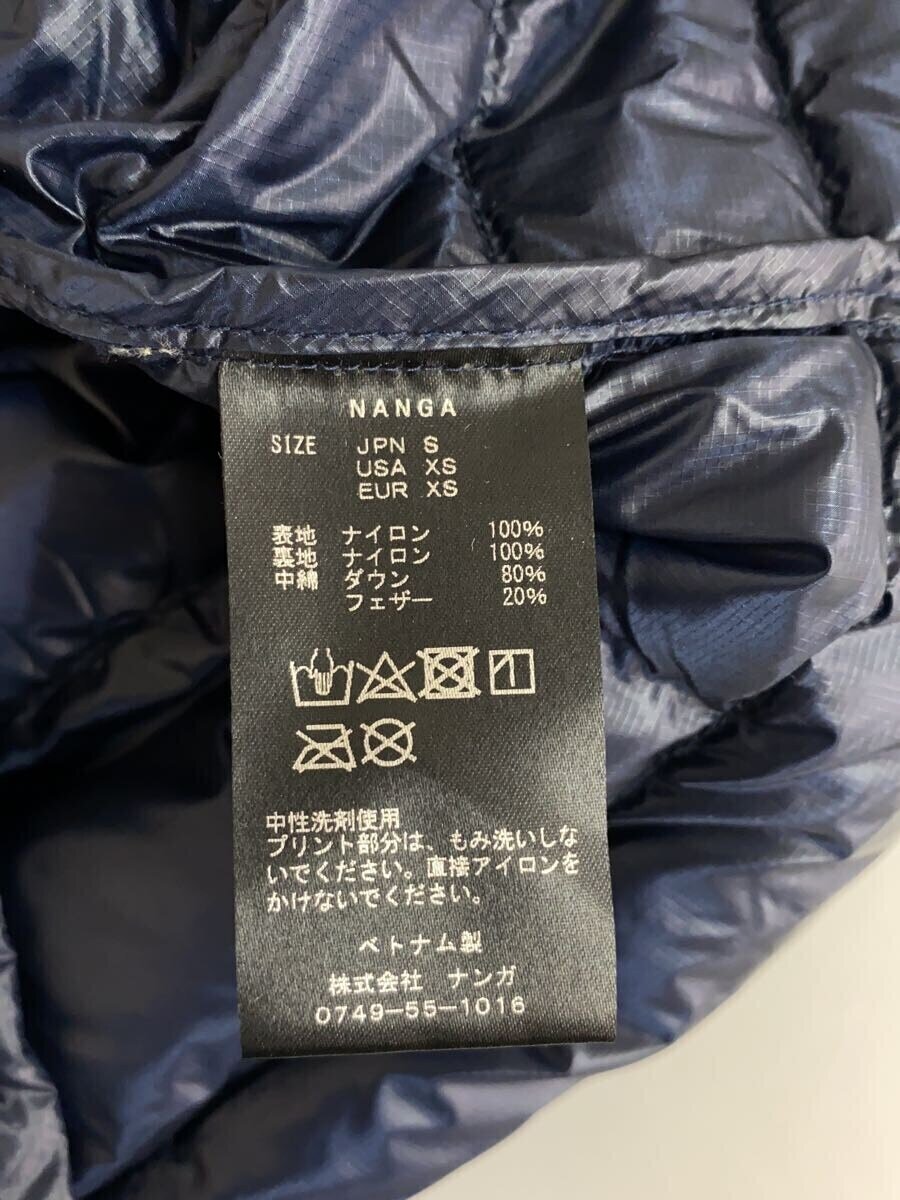 NANGA
SIZE JPN S
USA XS
EUR XS
表地 ナイロン 100%
裏地 ナイロン 100%
中綿 ダウン 80%
フェザー 20%
中性洗剤使用
プリント部分は、もみ洗いしな
いでください。直接アイロンを
かけないでください。
ベトナム製
株式会社 ナンガ
0749-55-1016